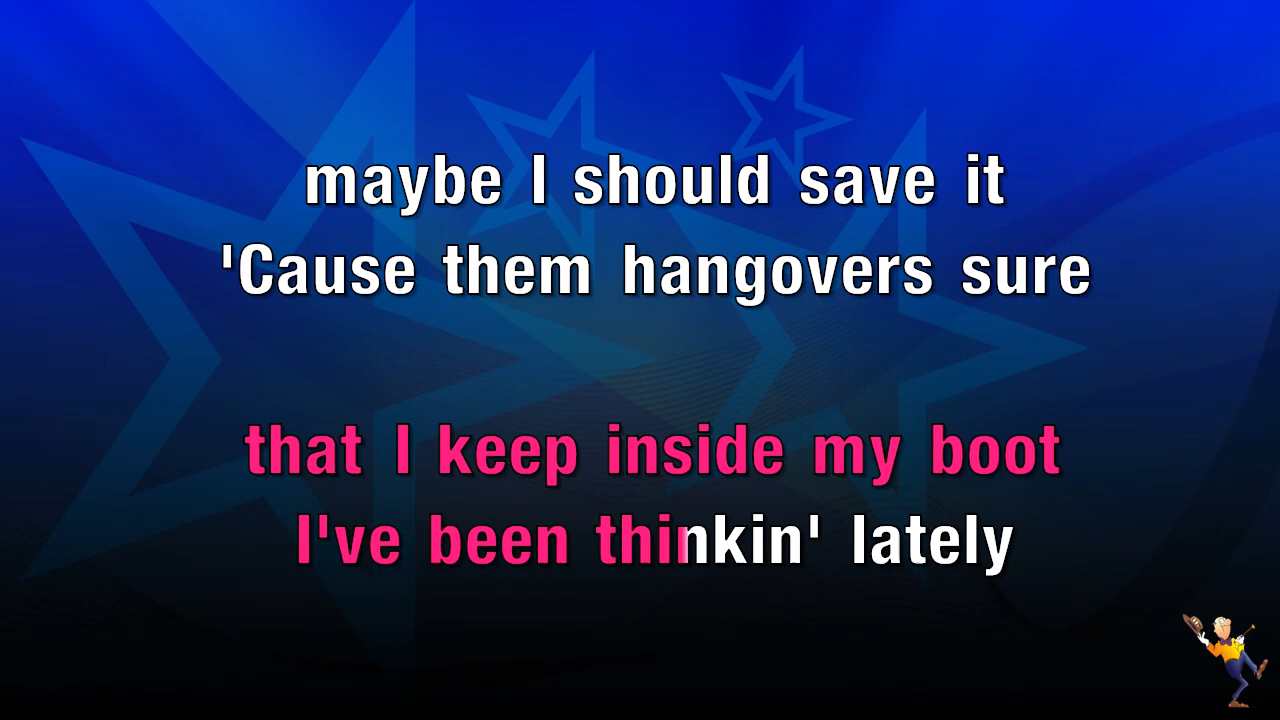 maybe I should save it
'Cause them hangovers sure
that I keep inside my boot
I've been thinkin' lately